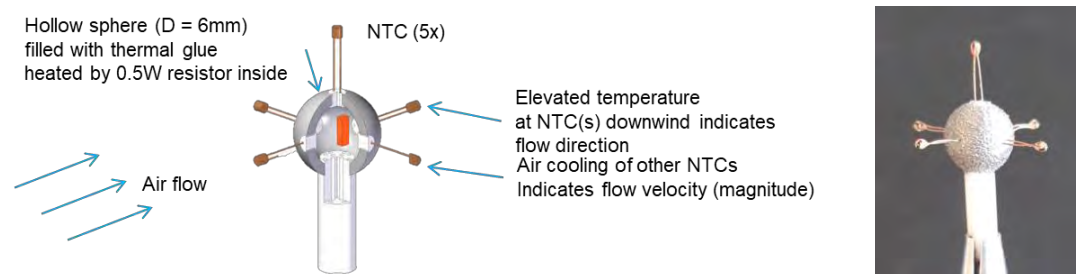 Hollow sphere (D = 6mm)
filled with thermal glue
heated by 0.5W resistor inside
NTC (5x)
Elevated temperature
at NTC(s) downwind indicates
flow direction
Air cooling of other NTCs
Indicates flow velocity (magnitude)
Air flow